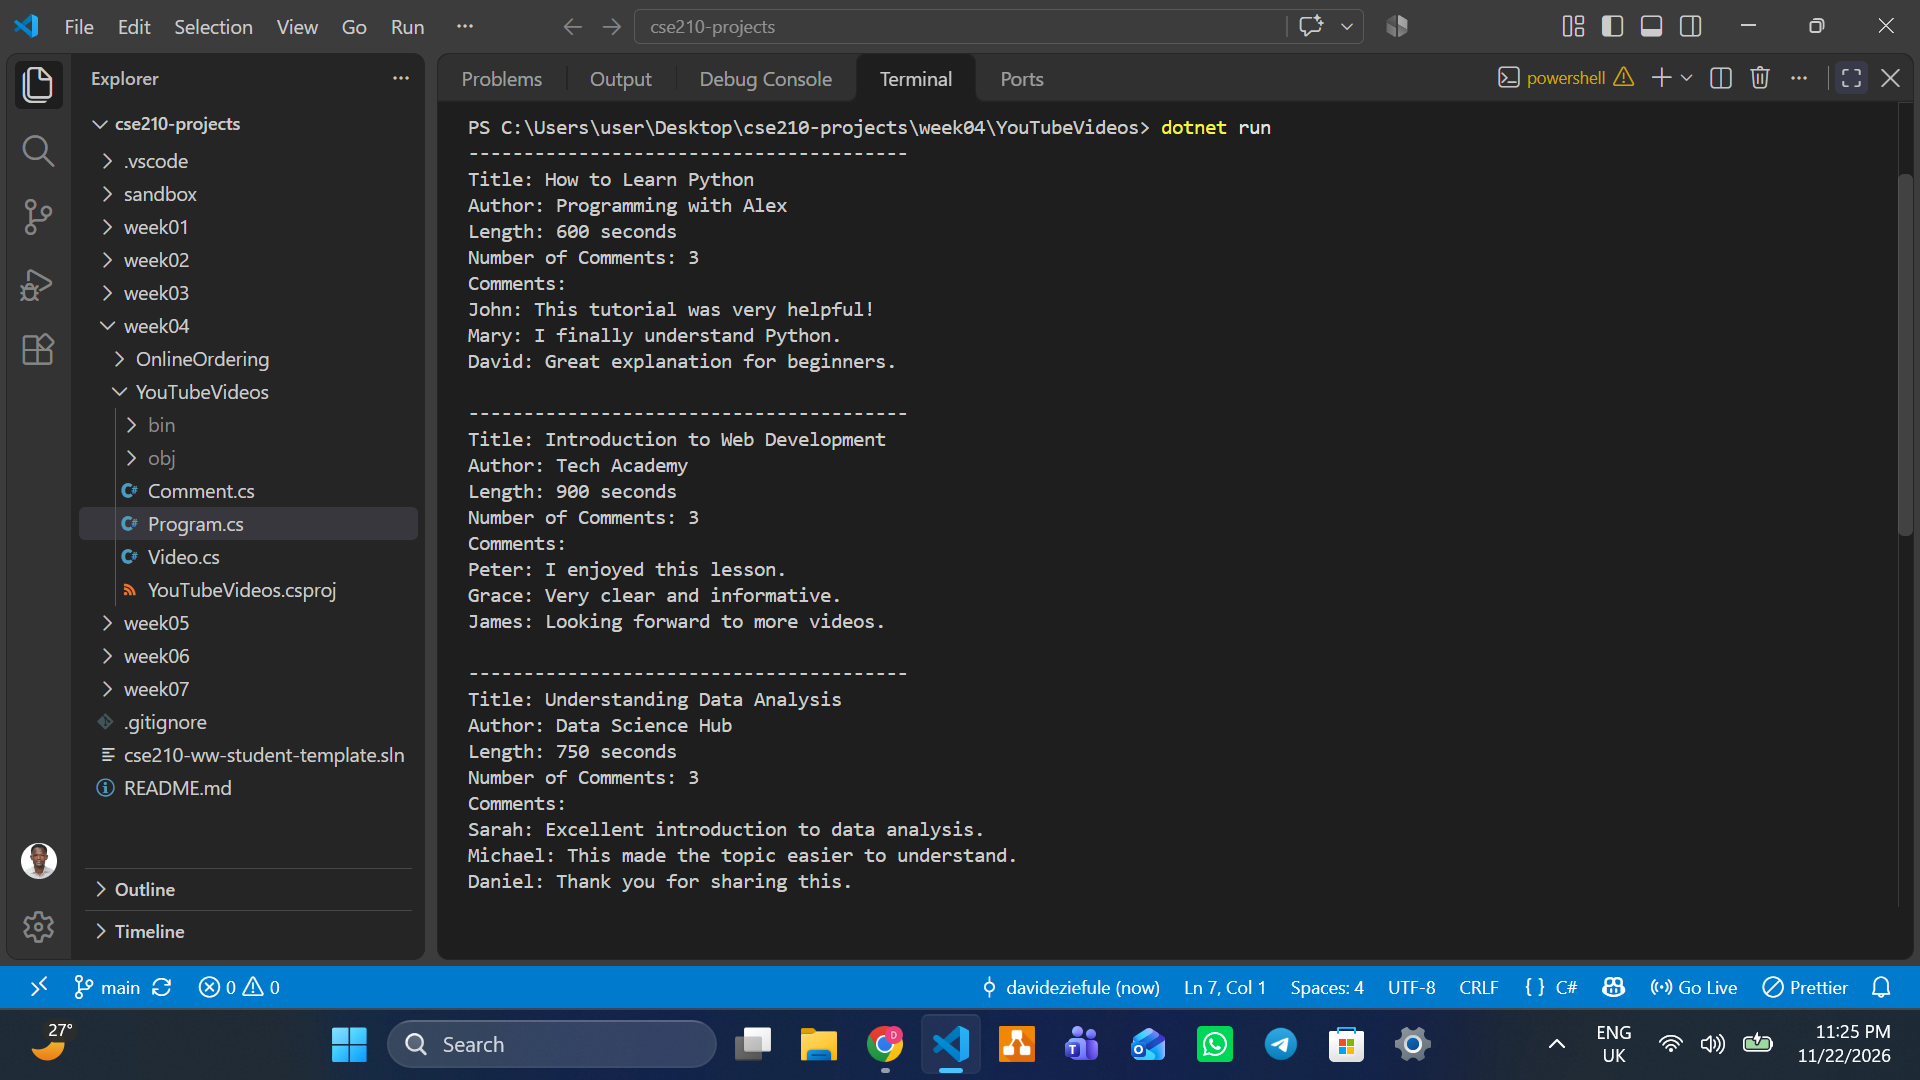 File Edit Selection View Go Run ···
cse210-projects
Explorer
Problems Output Debug Console Terminal Ports
powershell
cse210-projects
.vscode
sandbox
week01
week02
week03
week04
OnlineOrdering
YouTubeVideos
bin
obj
C# Comment.cs
C# Program.cs
C# Video.cs
YouTubeVideos.csproj
week05
week06
week07
.gitignore
cse210-ww-student-template.sln
README.md
Outline
Timeline
PS C:\Users\user\Desktop\cse210-projects\week04\YouTubeVideos> dotnet run
----------------------------------------
Title: How to Learn Python
Author: Programming with Alex
Length: 600 seconds
Number of Comments: 3
Comments:
John: This tutorial was very helpful!
Mary: I finally understand Python.
David: Great explanation for beginners.
----------------------------------------
Title: Introduction to Web Development
Author: Tech Academy
Length: 900 seconds
Number of Comments: 3
Comments:
Peter: I enjoyed this lesson.
Grace: Very clear and informative.
James: Looking forward to more videos.
----------------------------------------
Title: Understanding Data Analysis
Author: Data Science Hub
Length: 750 seconds
Number of Comments: 3
Comments:
Sarah: Excellent introduction to data analysis.
Michael: This made the topic easier to understand.
Daniel: Thank you for sharing this.
main 0 0 davideziefule (now) Ln 7, Col 1 Spaces: 4 UTF-8 CRLF { } C# Go Live Prettier
27°
Search
ENG
UK
11:25 PM
11/22/2026